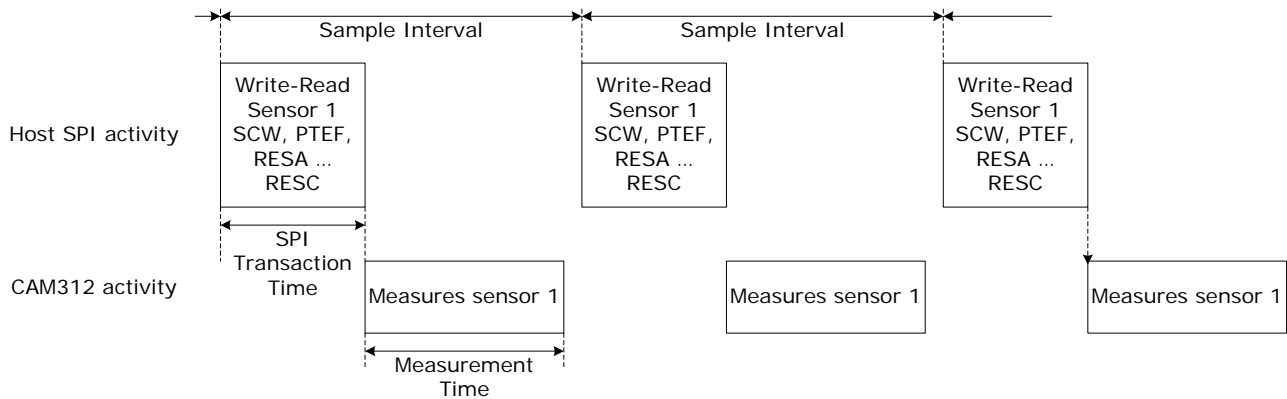 Sample Interval
Sample Interval
Write-Read
Sensor 1
SCW, PTEF,
RESA ...
RESC
Write-Read
Sensor 1
SCW, PTEF,
RESA ...
RESC
Write-Read
Sensor 1
SCW, PTEF,
RESA ...
RESC
Host SPI activity
SPI
Transaction
Time
CAM312 activity
Measures sensor 1
Measures sensor 1
Measures sensor 1
Measurement
Time